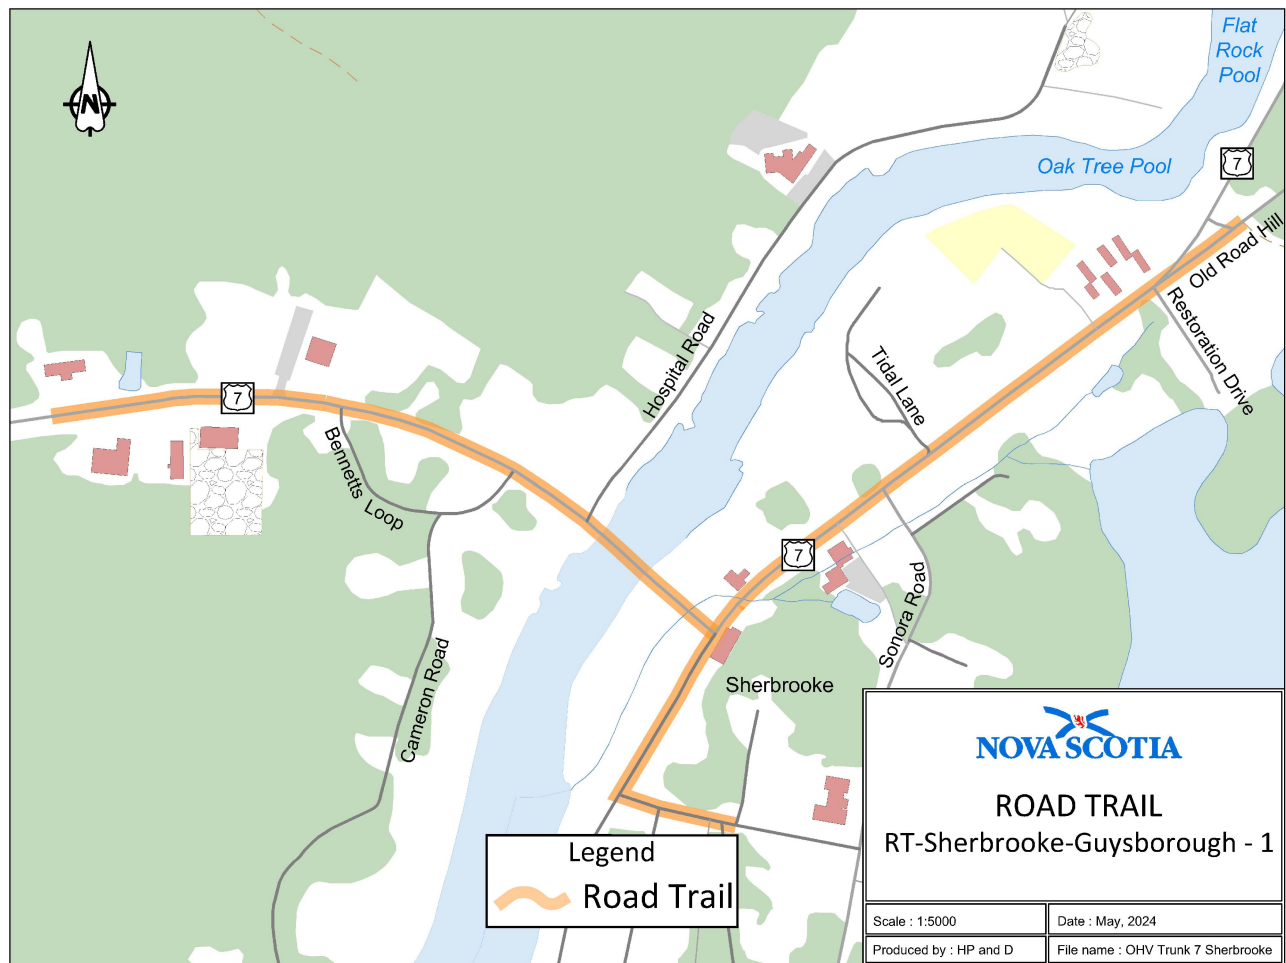 Flat
Rock
Pool
N
Oak Tree Pool
7
Old Road Hill
Restoration Drive
Hospital Road
Tidal Lane
7
Bennetts Loop
7
Sonora Road
Cameron Road
Sherbrooke
NOVA SCOTIA
ROAD TRAIL
RT-Sherbrooke-Guysborough - 1
Legend
Road Trail
Scale : 1:5000
Date : May, 2024
Produced by : HP and D
File name : OHV Trunk 7 Sherbrooke